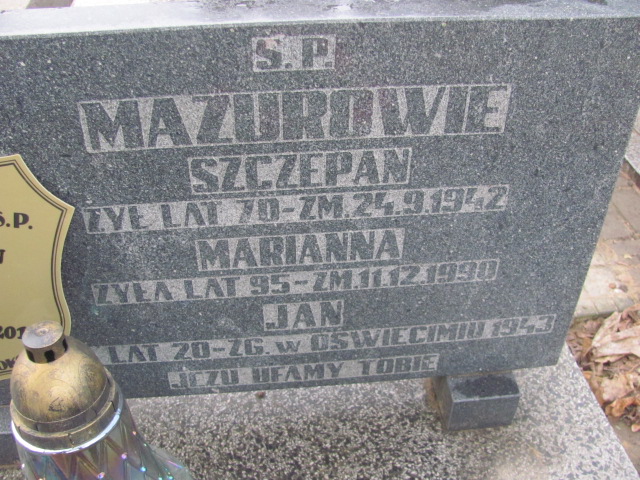 Ś.P.
MAZUROWIE
SZCZEPAN
ŻYŁ LAT 70-ZM.24.9.1942
MARIANNA
ŻYŁA LAT 95-ZM.11.12.1990
JAN
LAT 20-ZG. w OŚWIĘCIMIU 1943
JEZU UFAMY TOBIE
Ś.P.
201